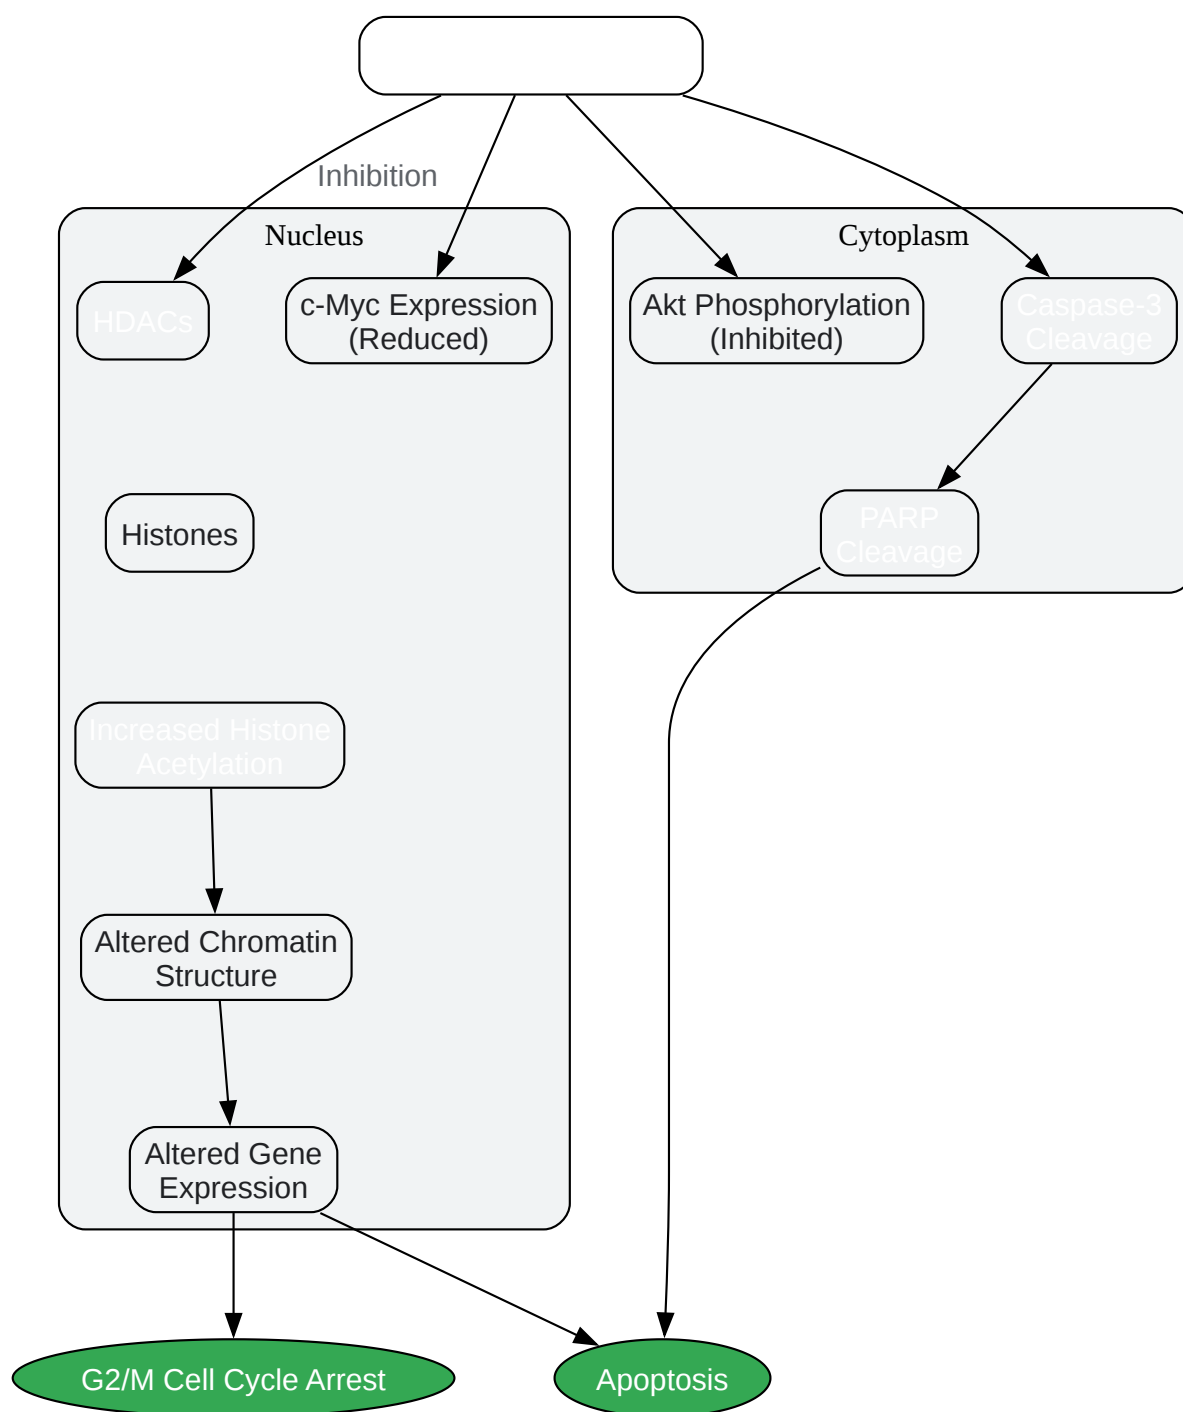 Inhibition
Nucleus
Cytoplasm
HDACs
c-Myc Expression
(Reduced)
Akt Phosphorylation
(Inhibited)
Caspase-3
Cleavage
Histones
PARP
Cleavage
Increased Histone
Acetylation
Altered Chromatin
Structure
Altered Gene
Expression
G2/M Cell Cycle Arrest
Apoptosis